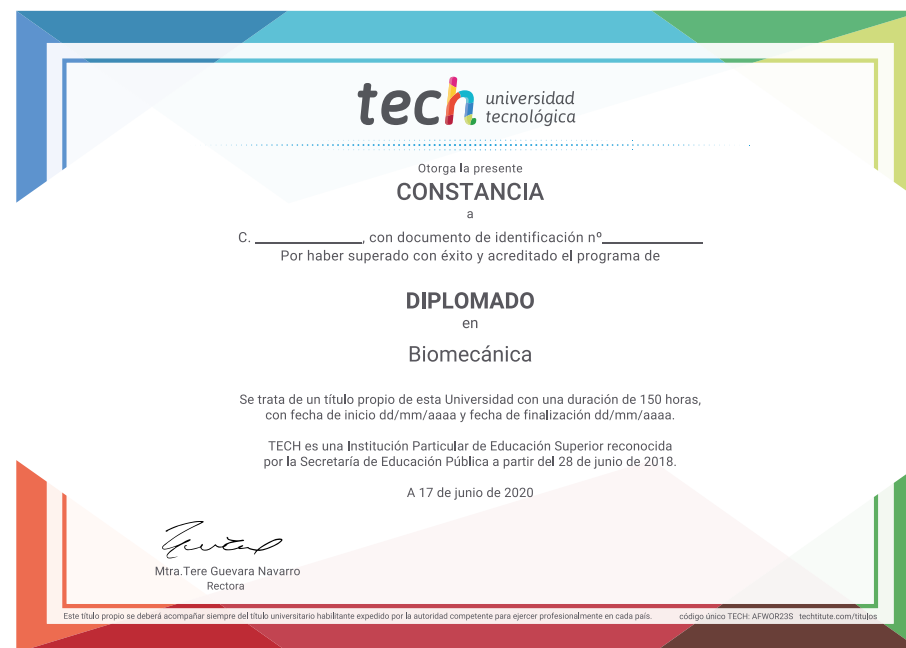 tech universidad
tecnológica
Otorga la presente
CONSTANCIA
a
C. ____________, con documento de identificación nº____________
Por haber superado con éxito y acreditado el programa de
DIPLOMADO
en
Biomecánica
Se trata de un título propio de esta Universidad con una duración de 150 horas,
con fecha de inicio dd/mm/aaaa y fecha de finalización dd/mm/aaaa.
TECH es una Institución Particular de Educación Superior reconocida
por la Secretaría de Educación Pública a partir del 28 de junio de 2018.
A 17 de junio de 2020
Mtra.Tere Guevara Navarro
Rectora
Este título propio se deberá acompañar siempre del título universitario habilitante expedido por la autoridad competente para ejercer profesionalmente en cada país. código único TECH: AFWOR23S techtitute.com/titulos